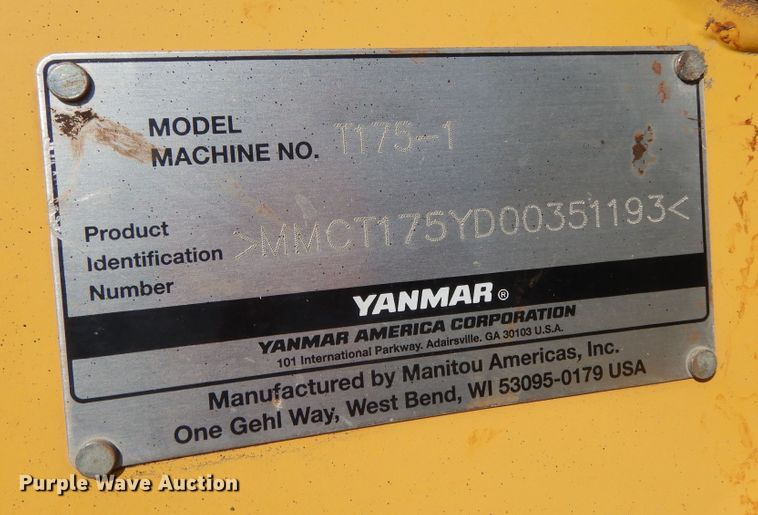 MODEL
MACHINE NO. T175-1
Product
Identification
Number
>MMCT175YD00351193<
YANMAR®
YANMAR AMERICA CORPORATION
101 International Parkway. Adairsville. GA 30103 U.S.A.
Manufactured by Manitou Americas, Inc.
One Gehl Way, West Bend, WI 53095-0179 USA
Purple Wave Auction